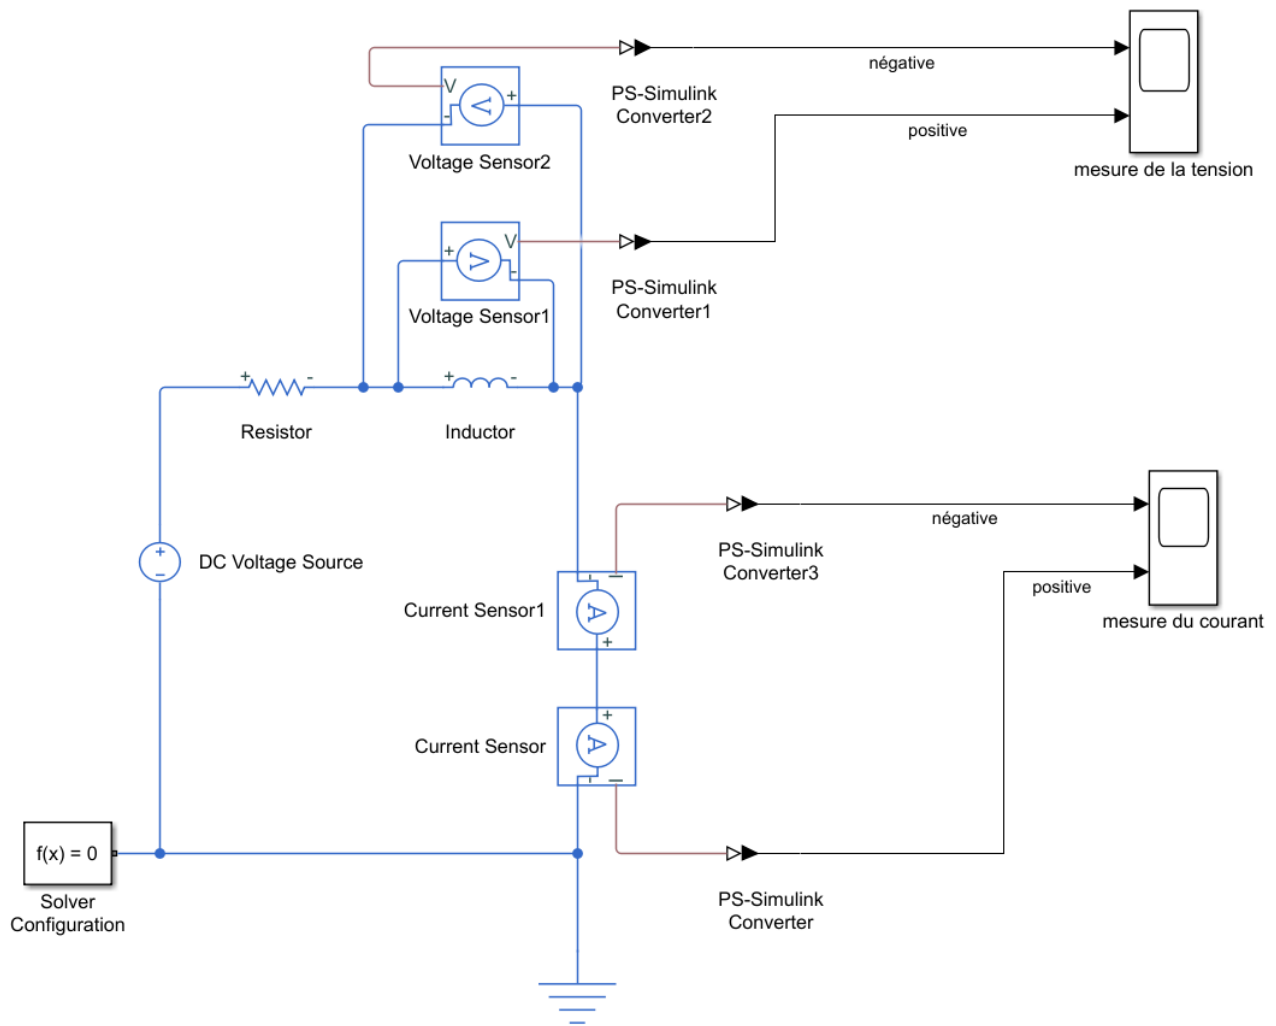 négative
V
+
-
V
PS-Simulink
Converter2
positive
Voltage Sensor2
mesure de la tension
V
+
V
-
PS-Simulink
Converter1
Voltage Sensor1
+
-
+
-
Resistor
Inductor
négative
PS-Simulink
Converter3
+
-
DC Voltage Source
I
-
A
+
Current Sensor1
positive
mesure du courant
+
A
-
I
Current Sensor
f(x) = 0
Solver
Configuration
PS-Simulink
Converter